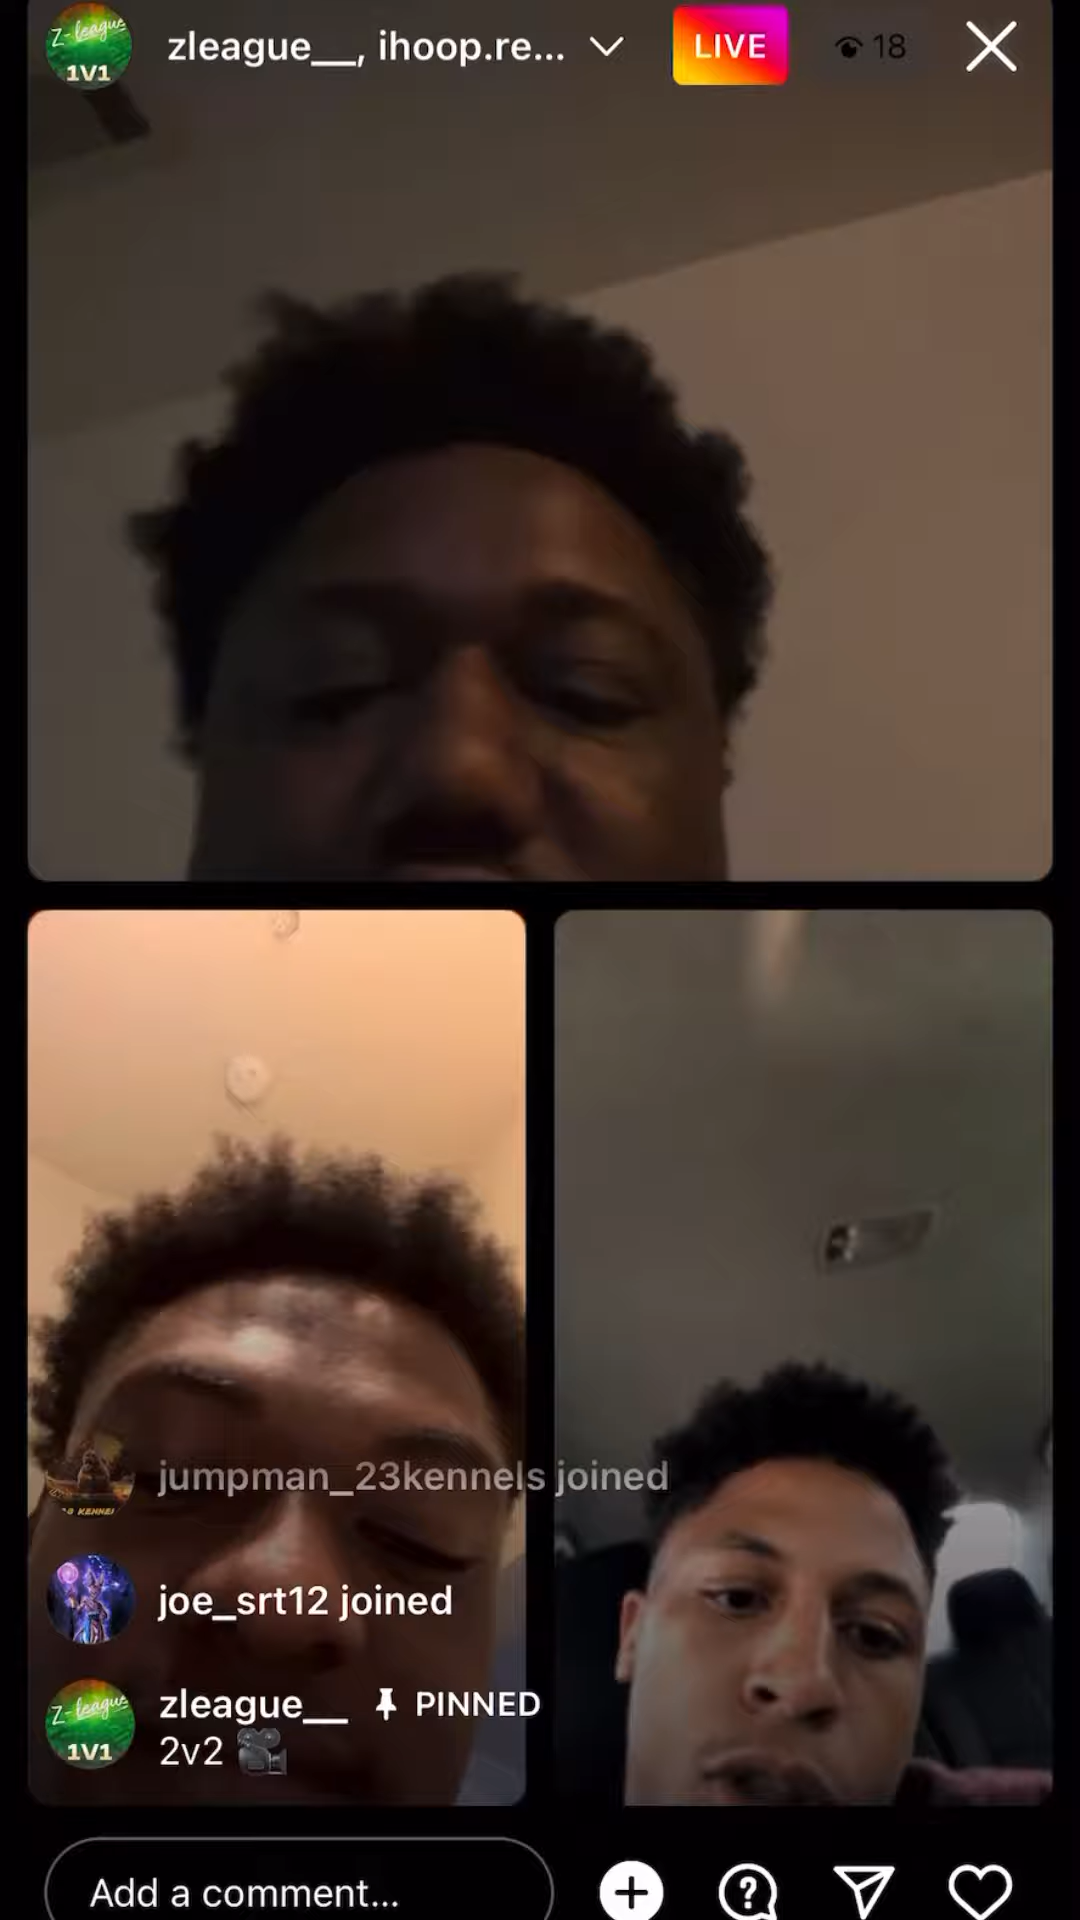 Z-league
1V1
zleague__, ihoop.re...
LIVE
18
jumpman_23kennels joined
joe_srt12 joined
Z-league
1V1
zleague__ PINNED
2v2 🎥
Add a comment...